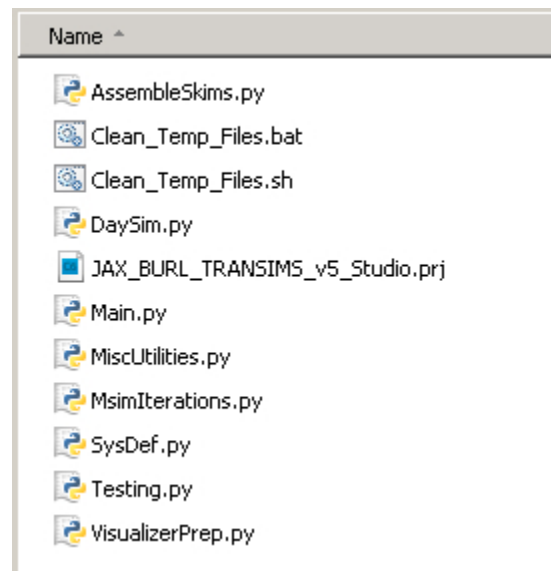 Name
AssembleSkims.py
Clean_Temp_Files.bat
Clean_Temp_Files.sh
DaySim.py
JAX_BURL_TRANSIMS_v5_Studio.prj
Main.py
MiscUtilities.py
MsimIterations.py
SysDef.py
Testing.py
VisualizerPrep.py